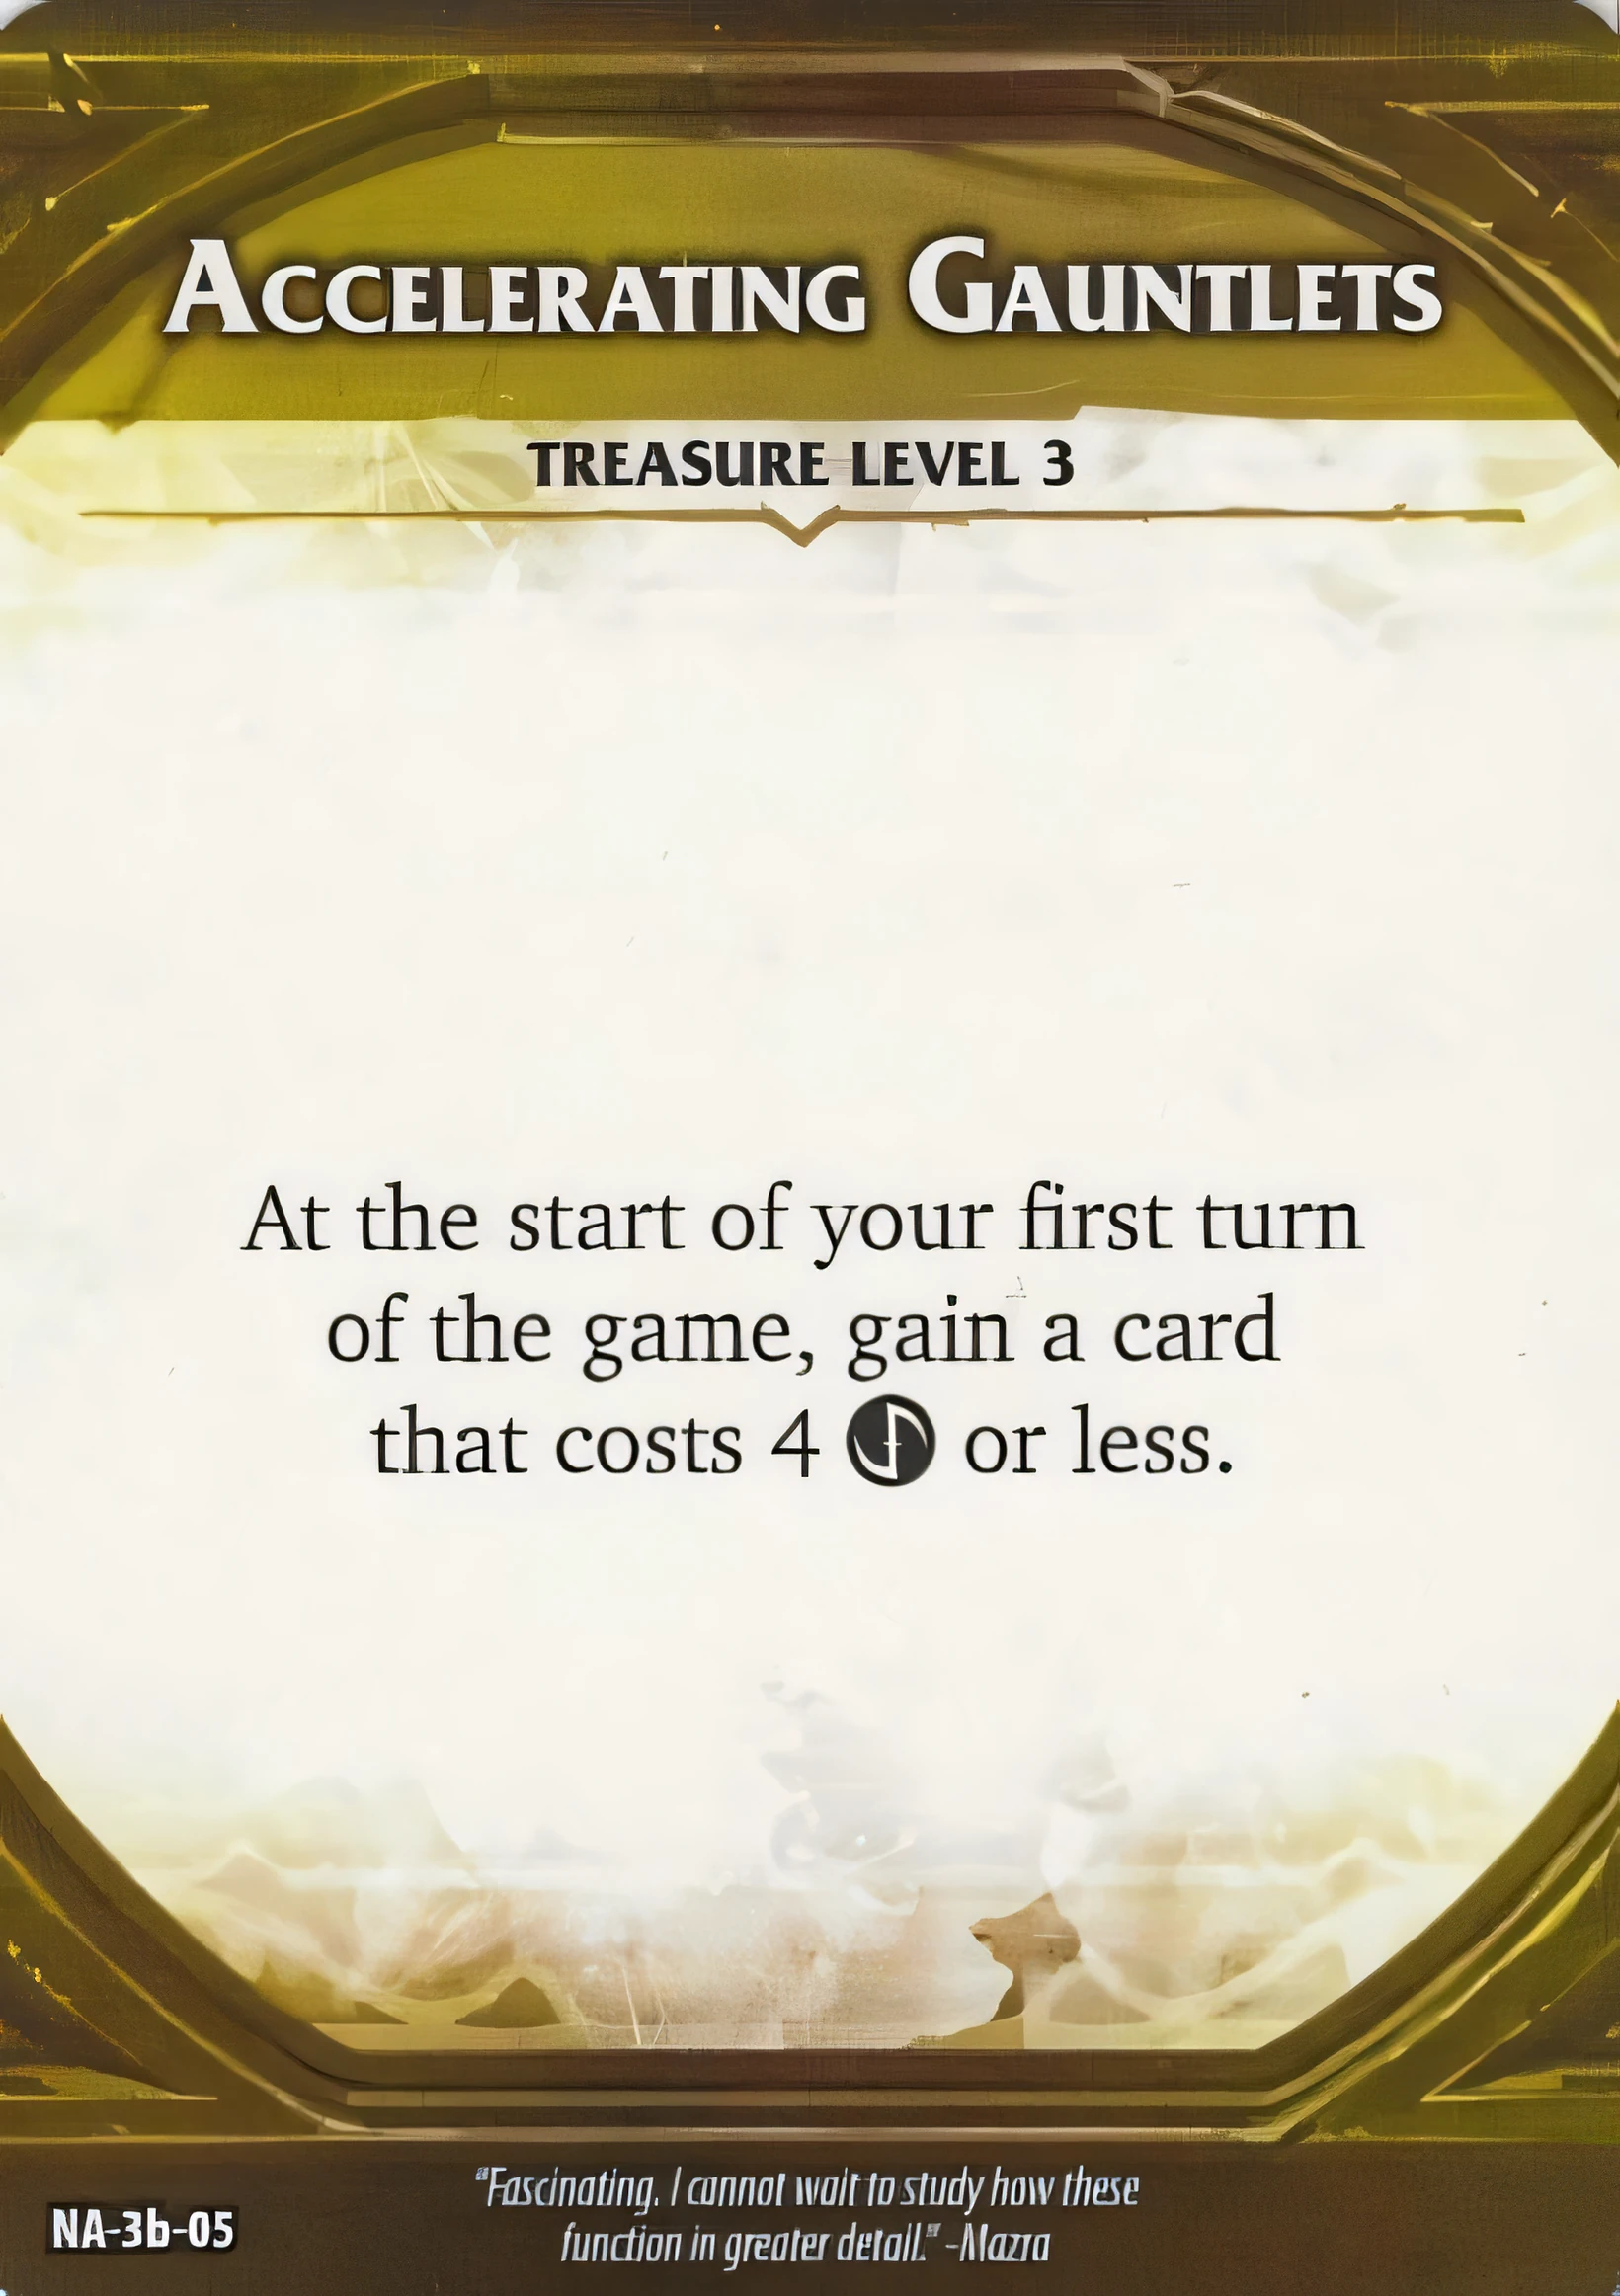 Accelerating Gauntlets
TREASURE LEVEL 3
At the start of your first turn
of the game, gain a card
that costs 4 or less.
NA-3b-05
"Fascinating. I cannot wait to study how these
function in greater detail." -Mazra